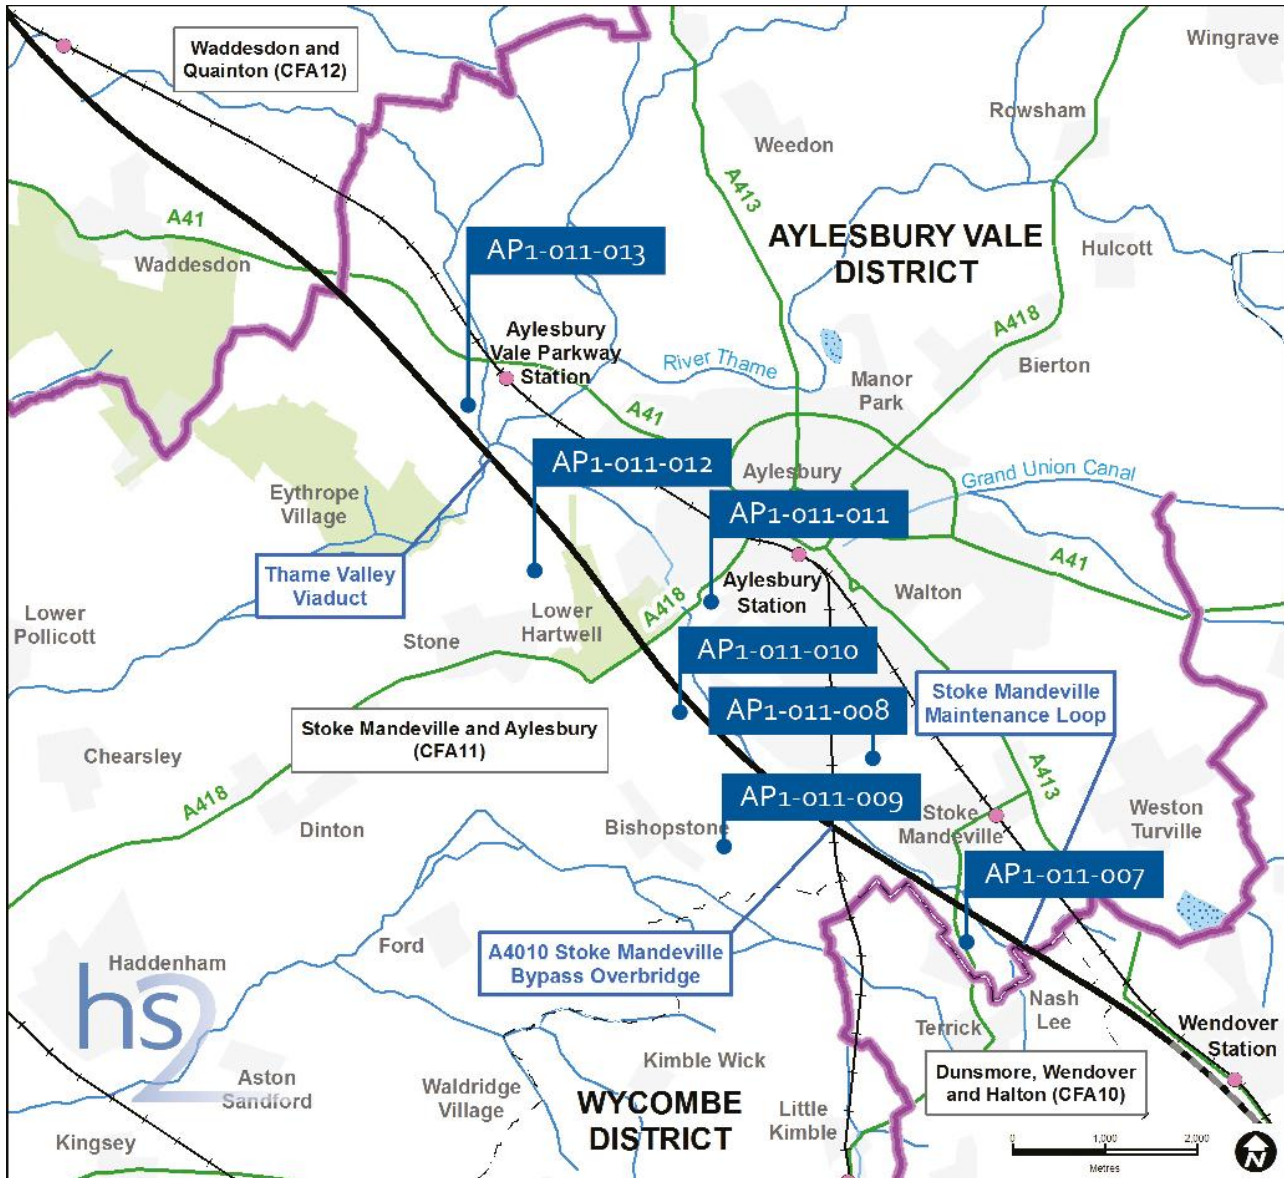 Waddesdon and
Quainton (CFA12)
Wingrave
Rowsham
Weedon
A413
A41
Waddesdon
AP1-011-013
AYLESBURY VALE
DISTRICT
Hulcott
A418
Aylesbury
Vale Parkway
Station
River Thame
Manor
Park
Bierton
A41
AP1-011-012
Aylesbury
Grand Union Canal
Eythrope
Village
AP1-011-011
A41
Thame Valley
Viaduct
Aylesbury
Station
Walton
Lower
Pollicott
Stone
Lower
Hartwell
A418
AP1-011-010
Stoke Mandeville
Maintenance Loop
AP1-011-008
Stoke Mandeville and Aylesbury
(CFA11)
Chearsley
A418
AP1-011-009
A413
Dinton
Bishopstone
Stoke
Mandeville
Weston
Turville
AP1-011-007
Ford
A4010 Stoke Mandeville
Bypass Overbridge
Haddenham
hs2
Nash
Lee
Terrick
Wendover
Station
Kimble Wick
Dunsmore, Wendover
and Halton (CFA10)
Aston
Sandford
Waldridge
Village
WYCOMBE
DISTRICT
Little
Kimble
Kingsey
0 1,000 2,000
Metres
N